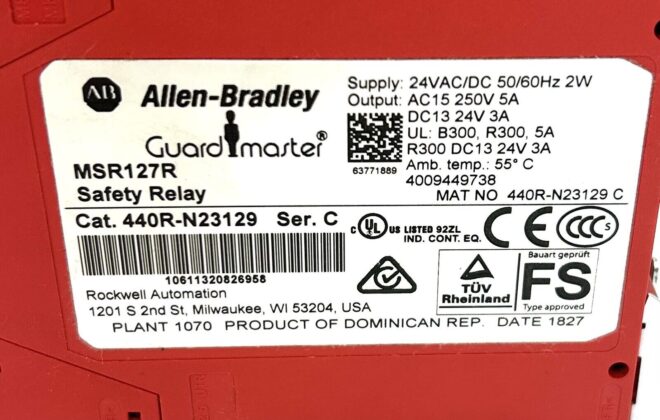 AB Allen-Bradley
Guardmaster®
MSR127R
Safety Relay
Cat. 440R-N23129 Ser. C
10611320826958
Rockwell Automation
1201 S 2nd St, Milwaukee, WI 53204, USA
PLANT 1070 PRODUCT OF DOMINICAN REP. DATE 1827
Supply: 24VAC/DC 50/60Hz 2W
Output: AC15 250V 5A
DC13 24V 3A
UL: B300, R300, 5A
R300 DC13 24V 3A
Amb. temp.: 55° C
63771889
4009449738
MAT NO 440R-N23129 C
c UL US LISTED 92ZL
IND. CONT. EQ.
CE
CCC S
TÜV
Rheinland
Bauart geprüft
FS
Type approved